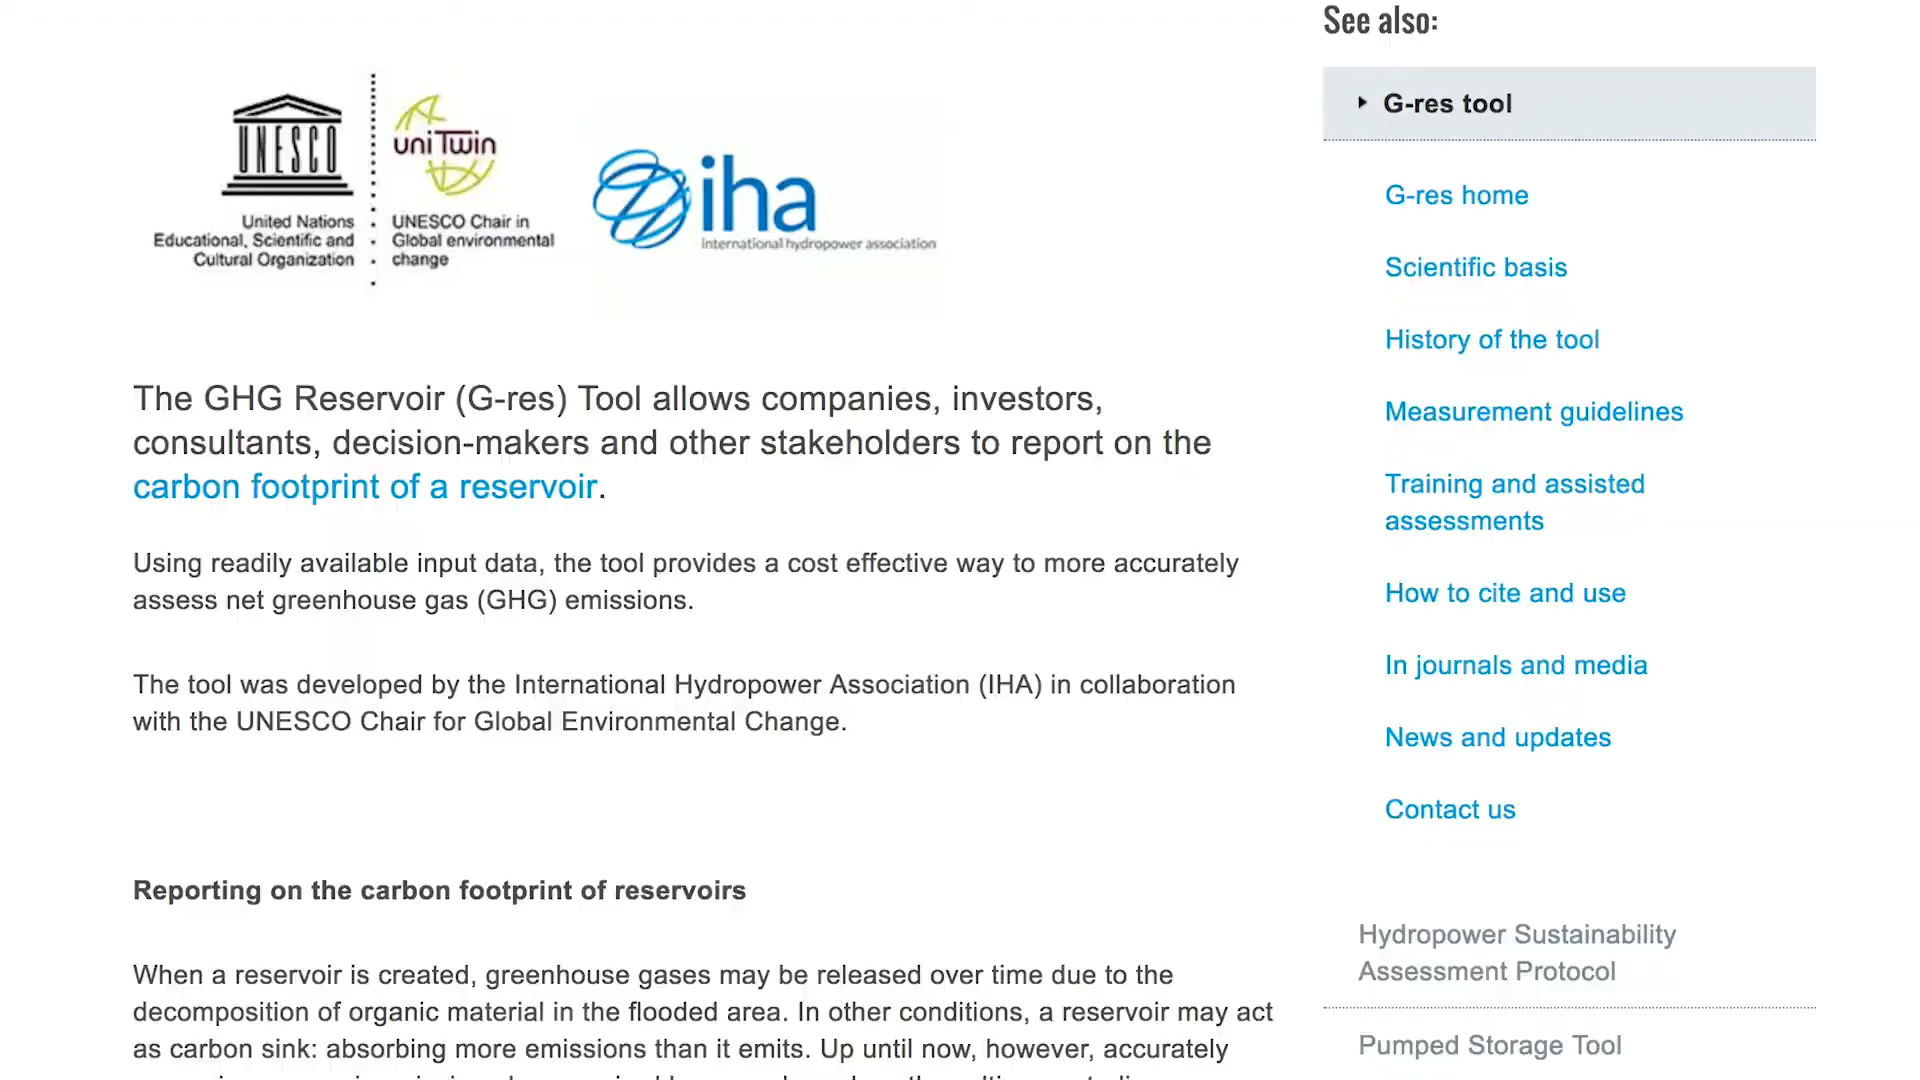 See also:
UNESCO
uniTwin
United Nations
Educational, Scientific and
Cultural Organization
UNESCO Chair in
Global environmental
change
iha
international hydropower association
The GHG Reservoir (G-res) Tool allows companies, investors,
consultants, decision-makers and other stakeholders to report on the
carbon footprint of a reservoir.
Using readily available input data, the tool provides a cost effective way to more accurately
assess net greenhouse gas (GHG) emissions.
The tool was developed by the International Hydropower Association (IHA) in collaboration
with the UNESCO Chair for Global Environmental Change.
Reporting on the carbon footprint of reservoirs
When a reservoir is created, greenhouse gases may be released over time due to the
decomposition of organic material in the flooded area. In other conditions, a reservoir may act
as carbon sink: absorbing more emissions than it emits. Up until now, however, accurately
G-res tool
G-res home
Scientific basis
History of the tool
Measurement guidelines
Training and assisted
assessments
How to cite and use
In journals and media
News and updates
Contact us
Hydropower Sustainability
Assessment Protocol
Pumped Storage Tool